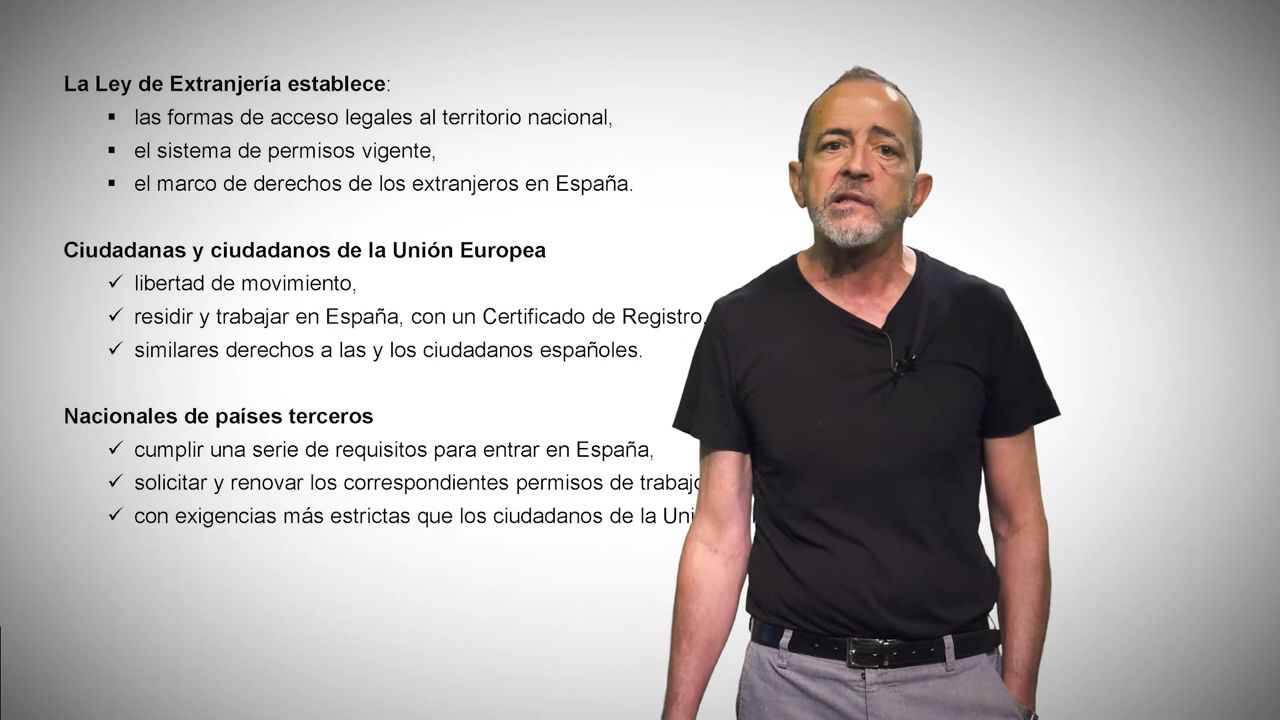 La Ley de Extranjería establece:
▪ las formas de acceso legales al territorio nacional,
▪ el sistema de permisos vigente,
▪ el marco de derechos de los extranjeros en España.
Ciudadanas y ciudadanos de la Unión Europea
✓ libertad de movimiento,
✓ residir y trabajar en España, con un Certificado de Registro.
✓ similares derechos a las y los ciudadanos españoles.
Nacionales de países terceros
✓ cumplir una serie de requisitos para entrar en España,
✓ solicitar y renovar los correspondientes permisos de
✓ con exigencias más estrictas que los ciudadanos de la